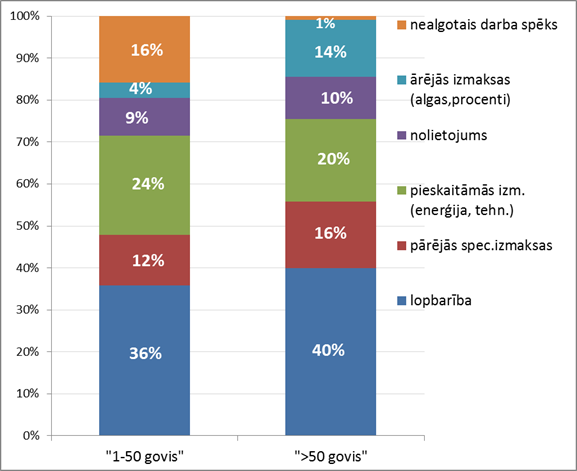 100%
90%
80%
70%
60%
50%
40%
30%
20%
10%
0%
16%
4%
9%
24%
12%
36%
1%
14%
10%
20%
16%
40%
"1-50 govis"
">50 govis"
nealgotais darba spēks
ārējās izmaksas
(algas,procenti)
nolietojums
pieskaitāmās izm.
(enerģija, tehn.)
pārējās spec.izmaksas
lopbarība